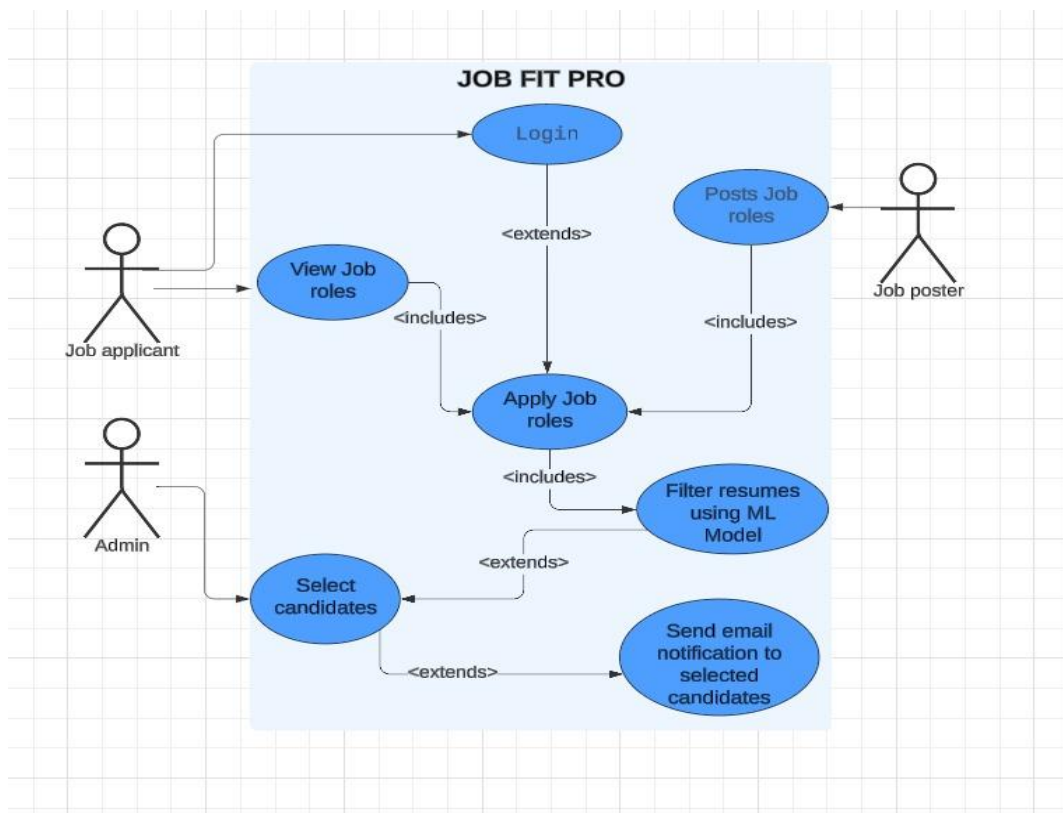 JOB FIT PRO
Login
Posts Job
roles
<extends>
View Job
roles
Job poster
<includes>
<includes>
Job applicant
Apply Job
roles
<includes>
Filter resumes
using ML
Model
Admin
<extends>
Select
candidates
Send email
notification to
selected
candidates
<extends>